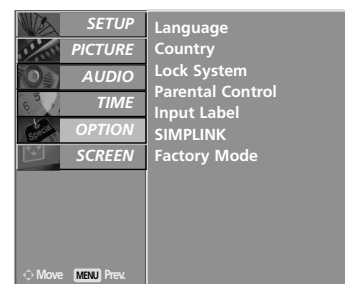 SETUP
PICTURE
AUDIO
TIME
OPTION
SCREEN
Language
Country
Lock System
Parental Control
Input Label
SIMPLINK
Factory Mode
Special
Move MENU Prev.